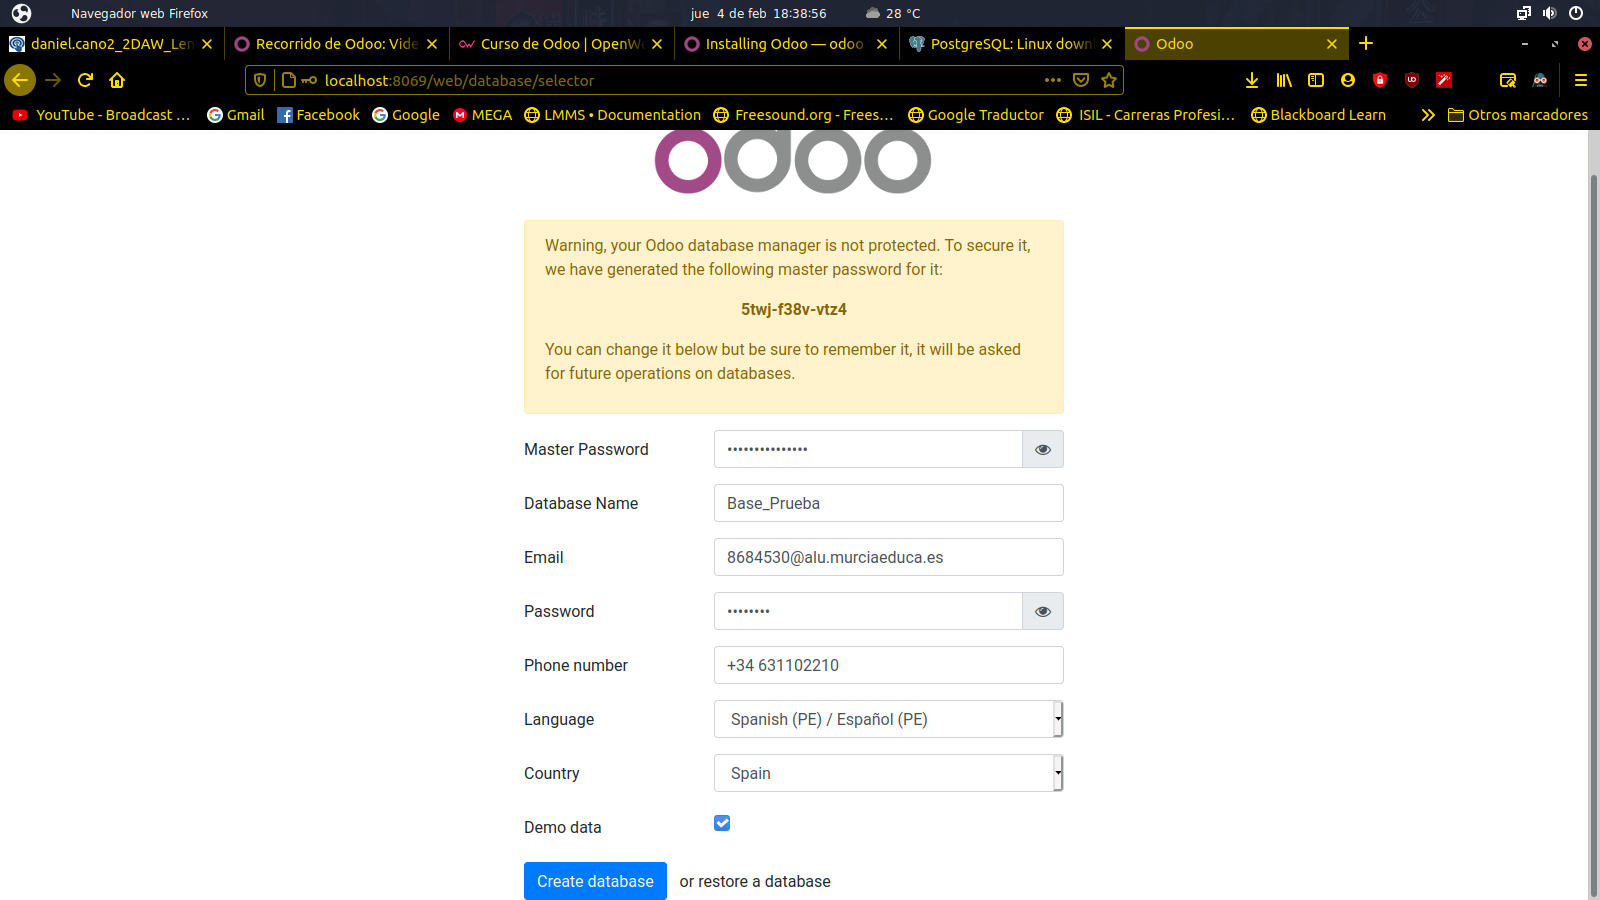 Navegador web Firefox
jue 4 de feb 18:38:56
28 °C
daniel.cano2_2DAW_Len
Recorrido de Odoo: Vide
Curso de Odoo | OpenWe
Installing Odoo — odoo
PostgreSQL: Linux down
Odoo
localhost:8069/web/database/selector
YouTube - Broadcast ...
Gmail
Facebook
Google
MEGA
LMMS • Documentation
Freesound.org - Frees...
Google Traductor
ISIL - Carreras Profesi...
Blackboard Learn
Otros marcadores
odoo
Warning, your Odoo database manager is not protected. To secure it,
we have generated the following master password for it:
5twj-f38v-vtz4
You can change it below but be sure to remember it, it will be asked
for future operations on databases.
Master Password
•••••••••••••••
Database Name
Base_Prueba
Email
8684530@alu.murciaeduca.es
Password
••••••••
Phone number
+34 631102210
Language
Spanish (PE) / Español (PE)
Country
Spain
Demo data
Create database or restore a database